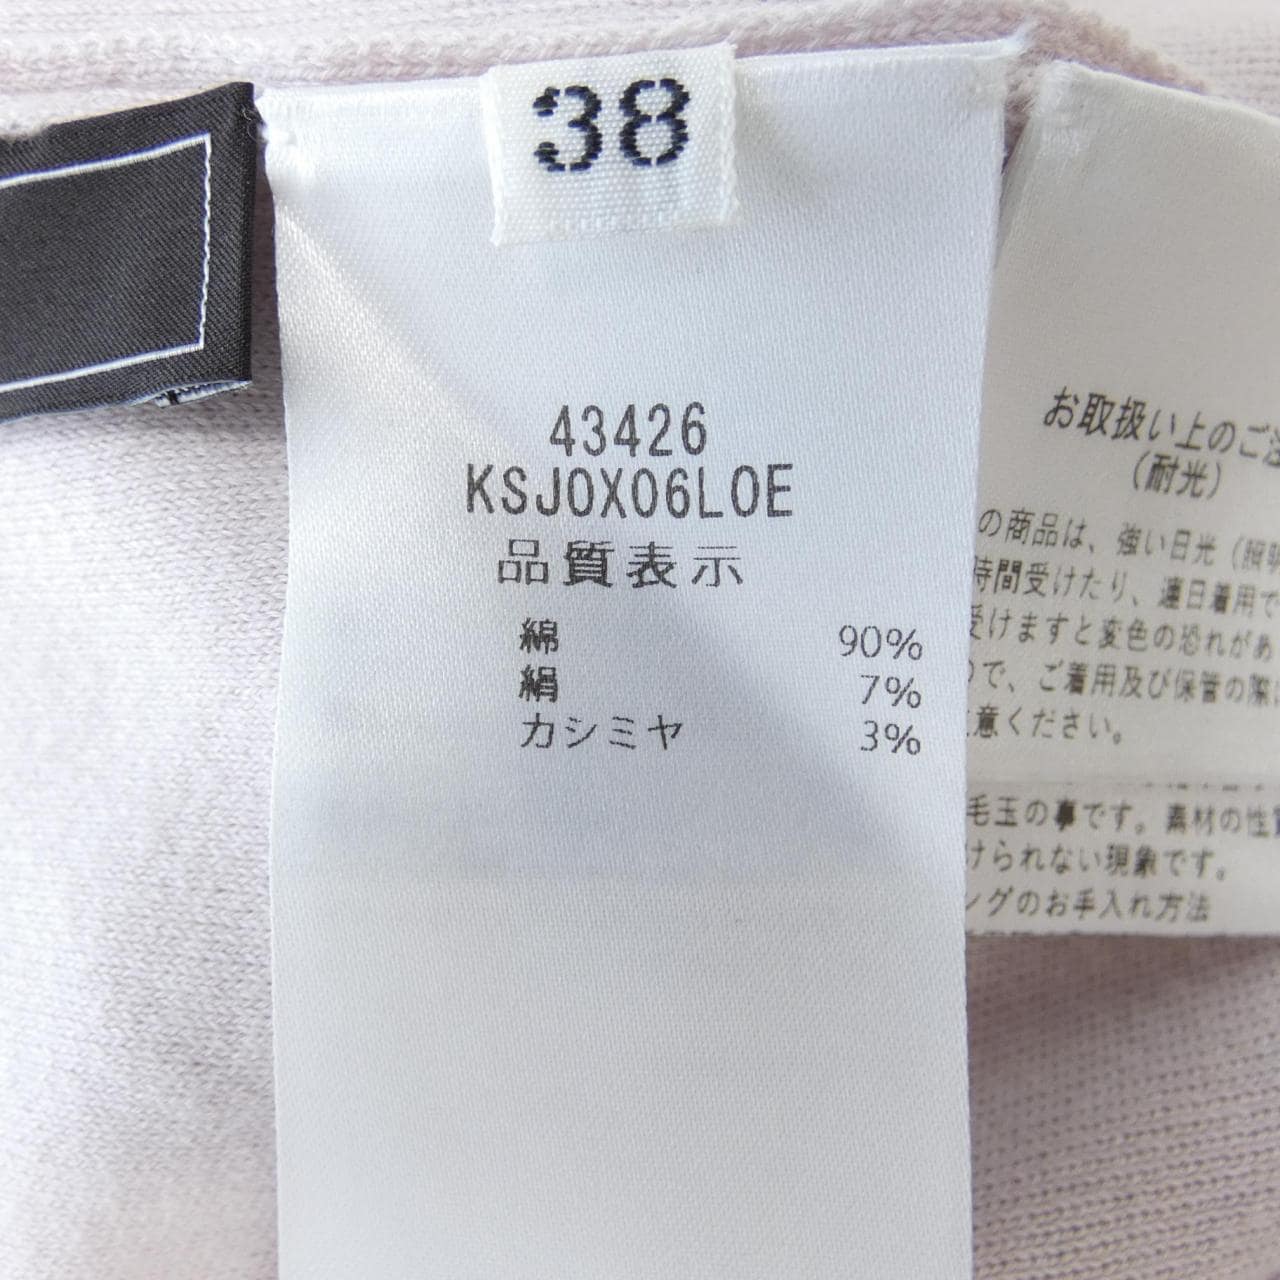 38
43426
KSJ0X06L0E
品質表示
綿 90%
絹 7%
カシミヤ 3%
お取扱い上のご注
(耐光)
の商品は、強い日光(照明
時間受けたり、連日着用で
受けますと変色の恐れがあ
ので、ご着用及び保管の際
意ください。
毛玉の事です。素材の性質
けられない現象です。
ングのお手入れ方法